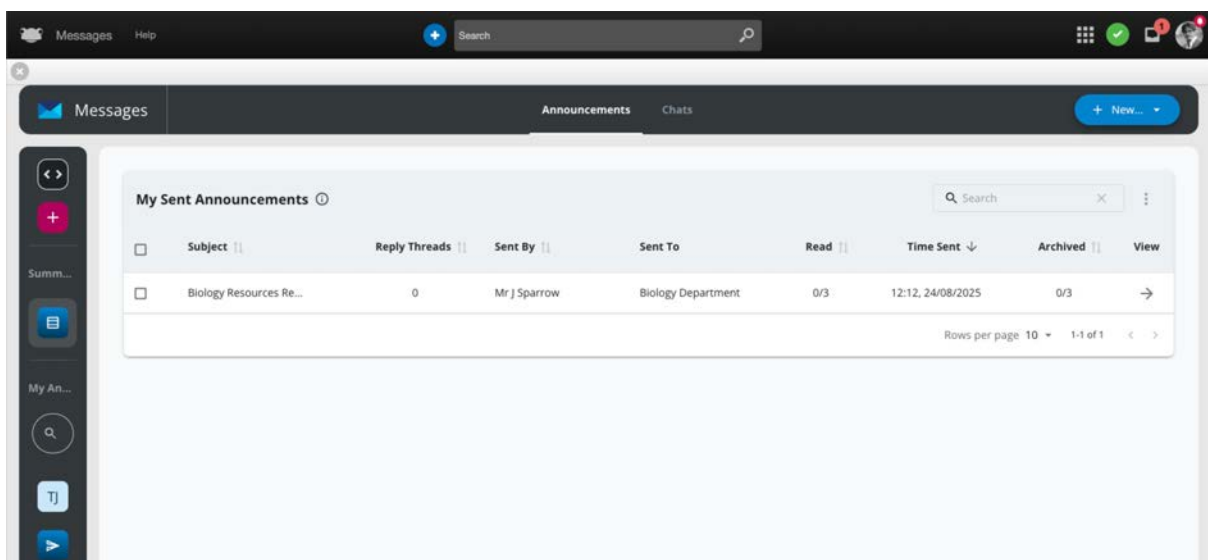 Messages Help Search 1
Messages Announcements Chats + New...
My Sent Announcements Search
Subject Reply Threads Sent By Sent To Read Time Sent Archived View
Summ...
Biology Resources Re... 0 Mr J Sparrow Biology Department 0/3 12:12, 24/08/2025 0/3
Rows per page 10 1-1 of 1
My An...
TJ